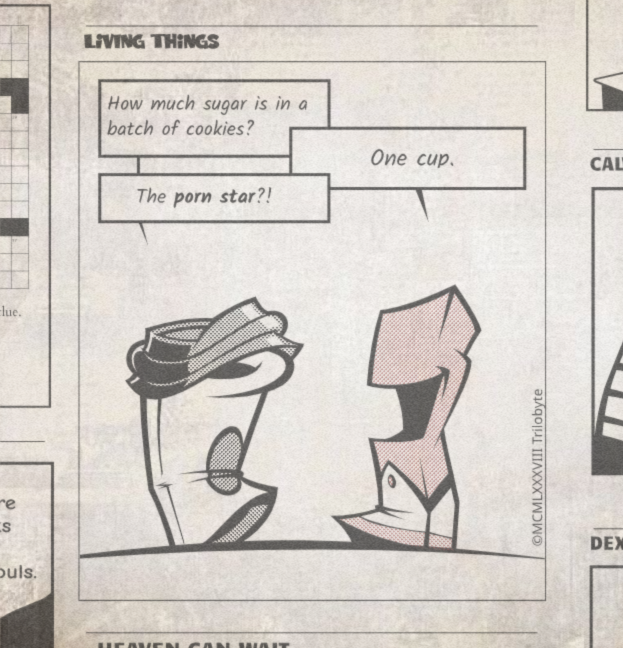 LiViNG THiNGS
How much sugar is in a
batch of cookies?
One cup.
The porn star?!
©MCMLXXXVIII Trilobyte
HEAVEN CAN WAIT
lue.
re
ks
ouls.
CAL
DEX